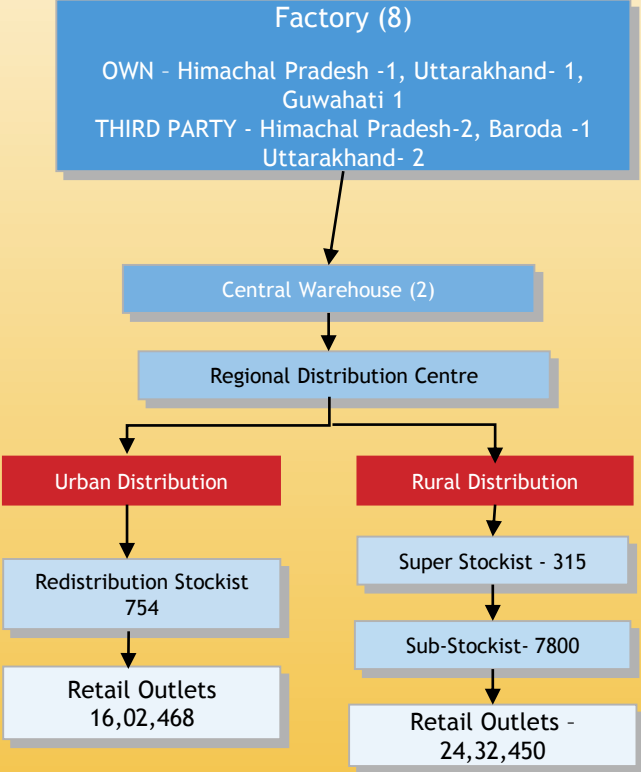 Factory (8)
OWN – Himachal Pradesh -1, Uttarakhand- 1,
Guwahati 1
THIRD PARTY - Himachal Pradesh-2, Baroda -1
Uttarakhand- 2
Central Warehouse (2)
Regional Distribution Centre
Urban Distribution
Rural Distribution
Redistribution Stockist
754
Super Stockist - 315
Sub-Stockist- 7800
Retail Outlets
16,02,468
Retail Outlets –
24,32,450